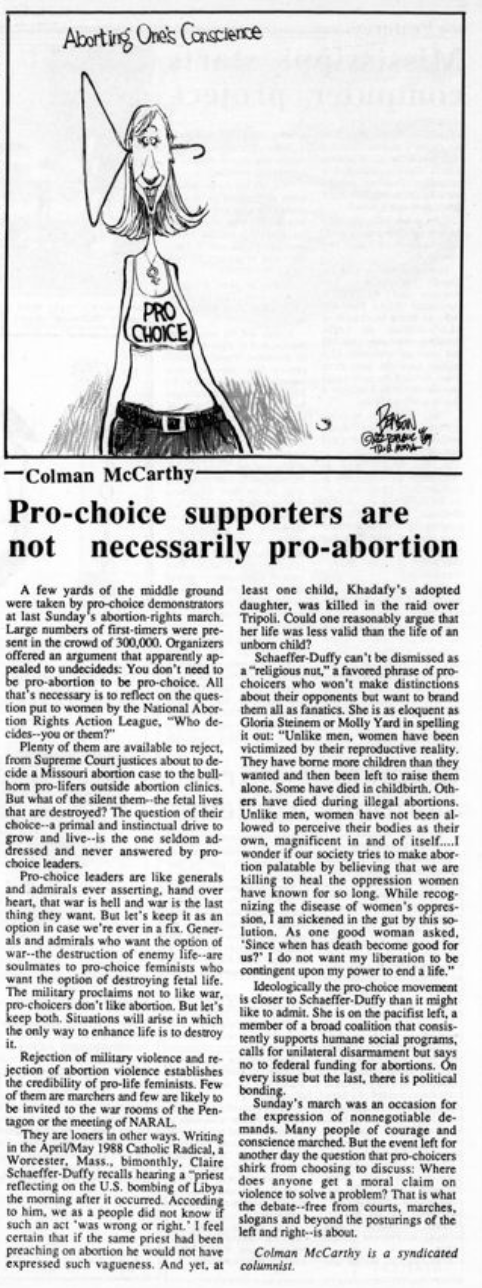 Aborting One's Conscience
PRO
CHOICE
BENSON
Colman McCarthy
Pro-choice supporters are
not necessarily pro-abortion
A few yards of the middle ground
were taken by pro-choice demonstrators
at last Sunday's abortion-rights march.
Large numbers of first-timers were pre-
sent in the crowd of 300,000. Organizers
offered an argument that apparently ap-
pealed to undecideds: You don't need to
be pro-abortion to be pro-choice. All
that's necessary is to reflect on the ques-
tion put to women by the National Abor-
tion Rights Action League, "Who de-
cides--you or them?"
Plenty of them are available to reject,
from Supreme Court justices about to de-
cide a Missouri abortion case to the bull-
horn pro-lifers outside abortion clinics.
But what of the silent them--the fetal lives
that are destroyed? The question of their
choice--a primal and instinctual drive to
grow and live--is the one seldom ad-
dressed and never answered by pro-
choice leaders.
Pro-choice leaders are like generals
and admirals ever asserting, hand over
heart, that war is hell and war is the last
thing they want. But let's keep it as an
option in case we're ever in a fix. Gener-
als and admirals who want the option of
war--the destruction of enemy life--are
soulmates to pro-choice feminists who
want the option of destroying fetal life.
The military proclaims not to like war,
pro-choicers don't like abortion. But let's
keep both. Situations will arise in which
the only way to enhance life is to destroy
it.
Rejection of military violence and re-
jection of abortion violence establishes
the credibility of pro-life feminists. Few
of them are marchers and few are likely to
be invited to the war rooms of the Pen-
tagon or the meeting of NARAL.
They are loners in other ways. Writing
in the April/May 1988 Catholic Radical, a
Worcester, Mass., bimonthly, Claire
Schaeffer-Duffy recalls hearing a "priest
reflecting on the U.S. bombing of Libya
the morning after it occurred. According
to him, we as a people did not know if
such an act 'was wrong or right.' I feel
certain that if the same priest had been
preaching on abortion he would not have
expressed such vagueness. And yet, at
least one child, Khadafy's adopted
daughter, was killed in the raid over
Tripoli. Could one reasonably argue that
her life was less valid than the life of an
unborn child?
Schaeffer-Duffy can't be dismissed as
a "religious nut," a favored phrase of pro-
choicers who won't make distinctions
about their opponents but want to brand
them all as fanatics. She is as eloquent as
Gloria Steinem or Molly Yard in spelling
it out: "Unlike men, women have been
victimized by their reproductive reality.
They have borne more children than they
wanted and then been left to raise them
alone. Some have died in childbirth. Oth-
ers have died during illegal abortions.
Unlike men, women have not been al-
lowed to perceive their bodies as their
own, magnificent in and of itself....I
wonder if our society tries to make abor-
tion palatable by believing that we are
killing to heal the oppression women
have known for so long. While recog-
nizing the disease of women's oppres-
sion, I am sickened in the gut by this so-
lution. As one good woman asked,
'Since when has death become good for
us?' I do not want my liberation to be
contingent upon my power to end a life."
Ideologically the pro-choice movement
is closer to Schaeffer-Duffy than it might
like to admit. She is on the pacifist left, a
member of a broad coalition that consis-
tently supports humane social programs,
calls for unilateral disarmament but says
no to federal funding for abortions. On
every issue but the last, there is political
bonding.
Sunday's march was an occasion for
the expression of nonnegotiable de-
mands. Many people of courage and
conscience marched. But the event left for
another day the question that pro-choicers
shirk from choosing to discuss: Where
does anyone get a moral claim on
violence to solve a problem? That is what
the debate--free from courts, marches,
slogans and beyond the posturings of the
left and right--is about.
Colman McCarthy is a syndicated
columnist.